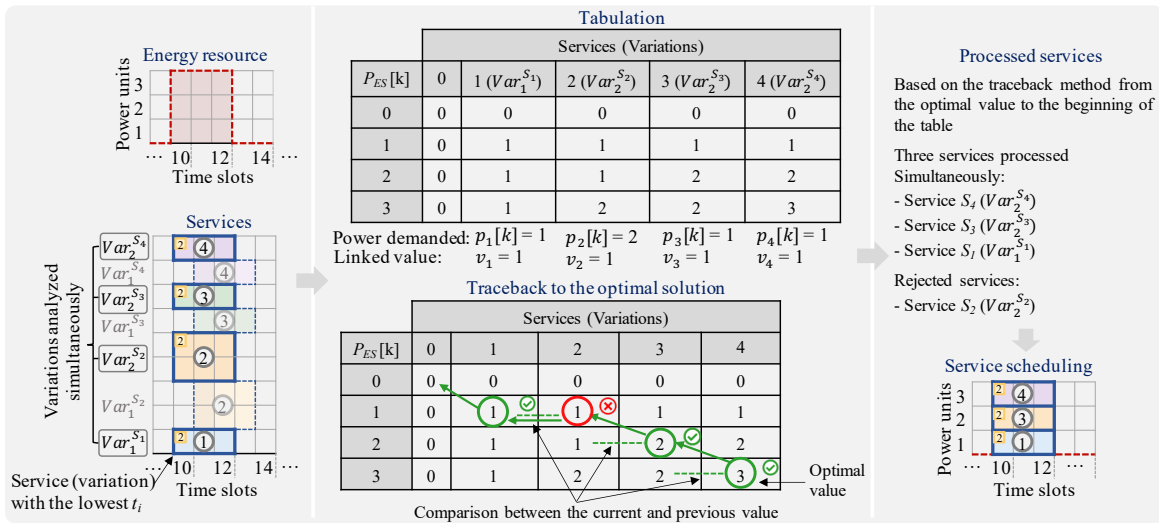 Energy resource
Power units
3
2
1
··· 10 12 14 ···
Time slots
Services
Variations analyzed
simultaneously
Var_2^{S_4} 2 4
Var_1^{S_4} 4
Var_2^{S_3} 2 3
Var_1^{S_3} 3
Var_2^{S_2} 2 2
Var_1^{S_2} 2
Var_1^{S_1} 2 1
··· 10 12 14 ···
Time slots
Service (variation)
with the lowest t_i
Tabulation
Services (Variations)
P_{ES}[k] 0 1 (Var_1^{S_1}) 2 (Var_2^{S_2}) 3 (Var_2^{S_3}) 4 (Var_2^{S_4})
0 0 0 0 0 0
1 0 1 1 1 1
2 0 1 1 2 2
3 0 1 2 2 3
Power demanded: p_1[k] = 1 p_2[k] = 2 p_3[k] = 1 p_4[k] = 1
Linked value: v_1 = 1 v_2 = 1 v_3 = 1 v_4 = 1
Traceback to the optimal solution
Services (Variations)
P_{ES}[k] 0 1 2 3 4
0 0 0 0 0 0
1 0 1 1 1 1
2 0 1 1 2 2
3 0 1 2 2 3
Optimal
value
Comparison between the current and previous value
Processed services
Based on the traceback method from
the optimal value to the beginning of
the table
Three services processed
Simultaneously:
- Service S_4 (Var_2^{S_4})
- Service S_3 (Var_2^{S_3})
- Service S_1 (Var_1^{S_1})
Rejected services:
- Service S_2 (Var_2^{S_2})
Service scheduling
Power units
3 2 4
2 2 3
1 2 1
··· 10 12 14 ···
Time slots